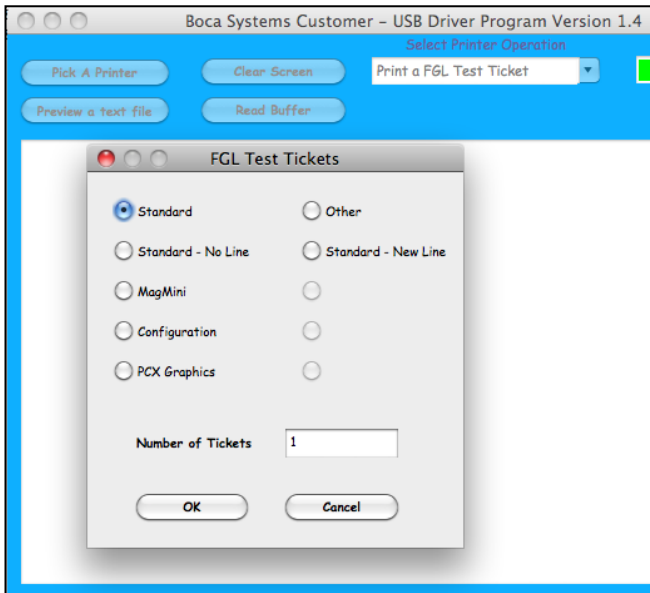 Boca Systems Customer - USB Driver Program Version 1.4
Select Printer Operation
Pick A Printer
Clear Screen
Print a FGL Test Ticket
Preview a text file
Read Buffer
FGL Test Tickets
Standard
Other
Standard - No Line
Standard - New Line
MagMini
Configuration
PCX Graphics
Number of Tickets
1
OK
Cancel